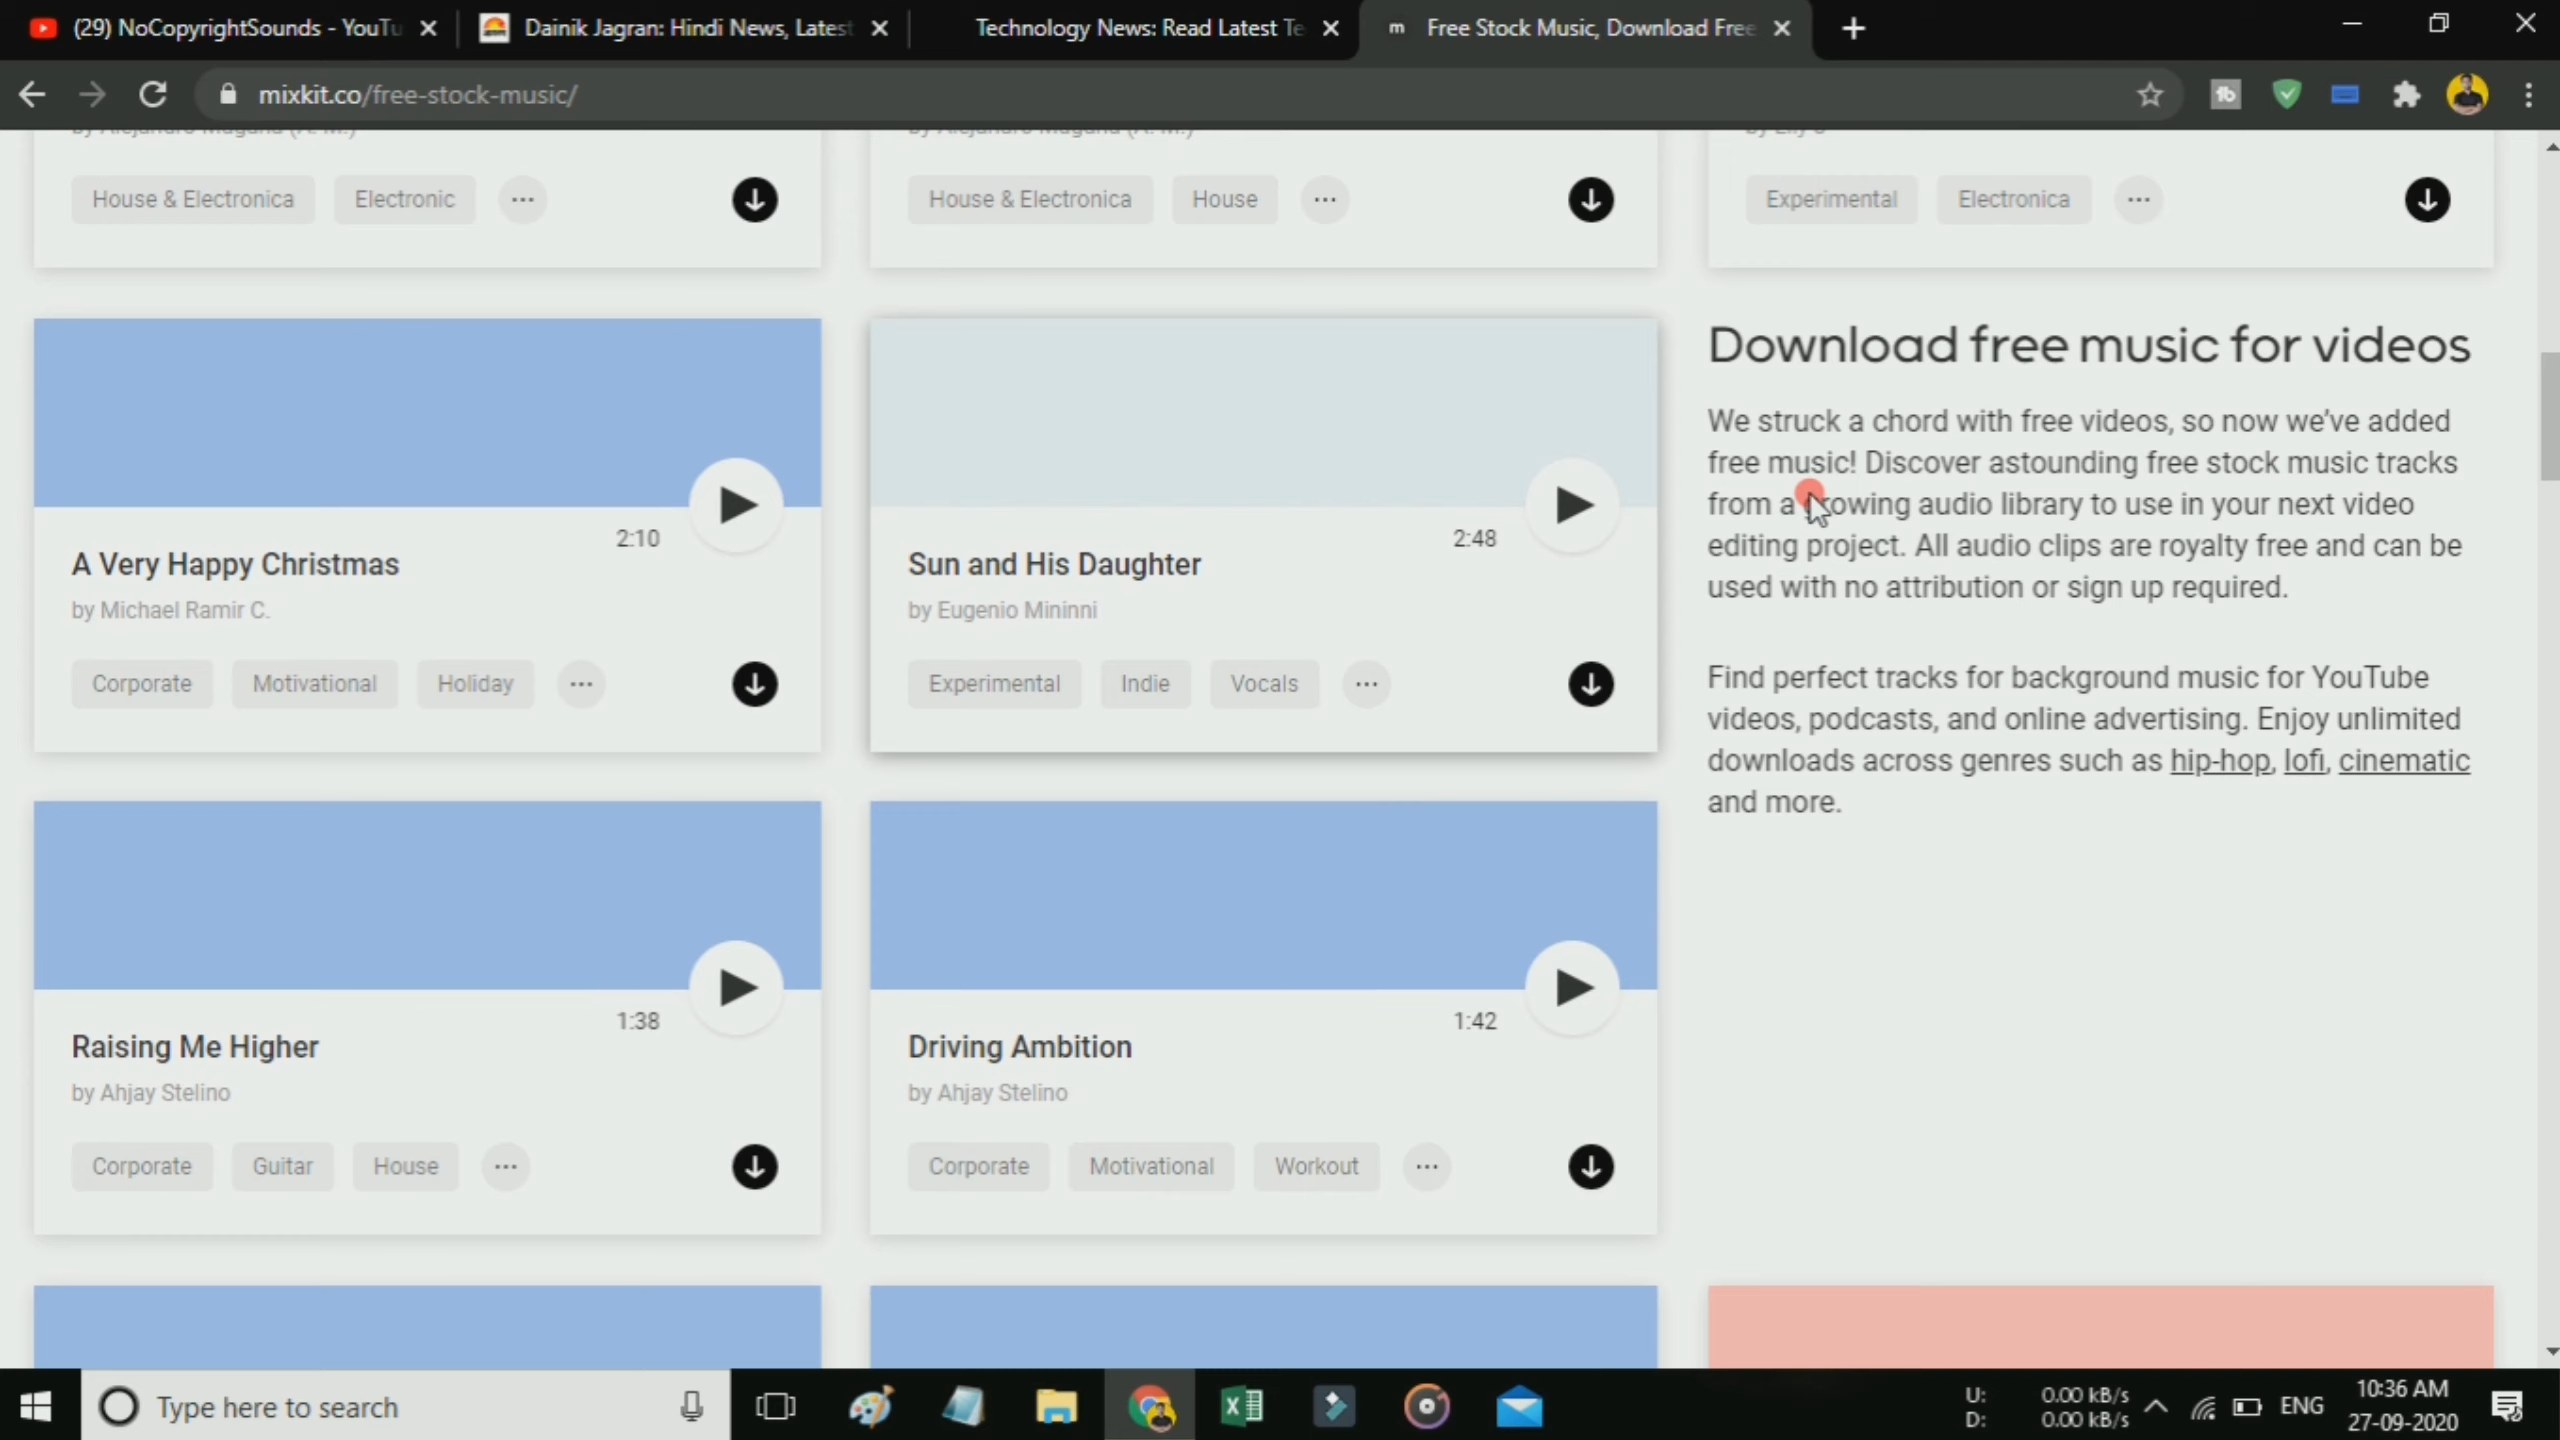 (29) NoCopyrightSounds - YouTu
Dainik Jagran: Hindi News, Latest
Technology News: Read Latest Te
m Free Stock Music, Download Free
mixkit.co/free-stock-music/
House & Electronica Electronic ...
House & Electronica House ...
Experimental Electronica ...
2:10
A Very Happy Christmas
by Michael Ramir C.
Corporate Motivational Holiday ...
2:48
Sun and His Daughter
by Eugenio Mininni
Experimental Indie Vocals ...
Download free music for videos
We struck a chord with free videos, so now we've added
free music! Discover astounding free stock music tracks
from a growing audio library to use in your next video
editing project. All audio clips are royalty free and can be
used with no attribution or sign up required.
Find perfect tracks for background music for YouTube
videos, podcasts, and online advertising. Enjoy unlimited
downloads across genres such as hip-hop, lofi, cinematic
and more.
1:38
Raising Me Higher
by Ahjay Stelino
Corporate Guitar House ...
1:42
Driving Ambition
by Ahjay Stelino
Corporate Motivational Workout ...
Type here to search
U: 0.00 kB/s
D: 0.00 kB/s
ENG
10:36 AM
27-09-2020